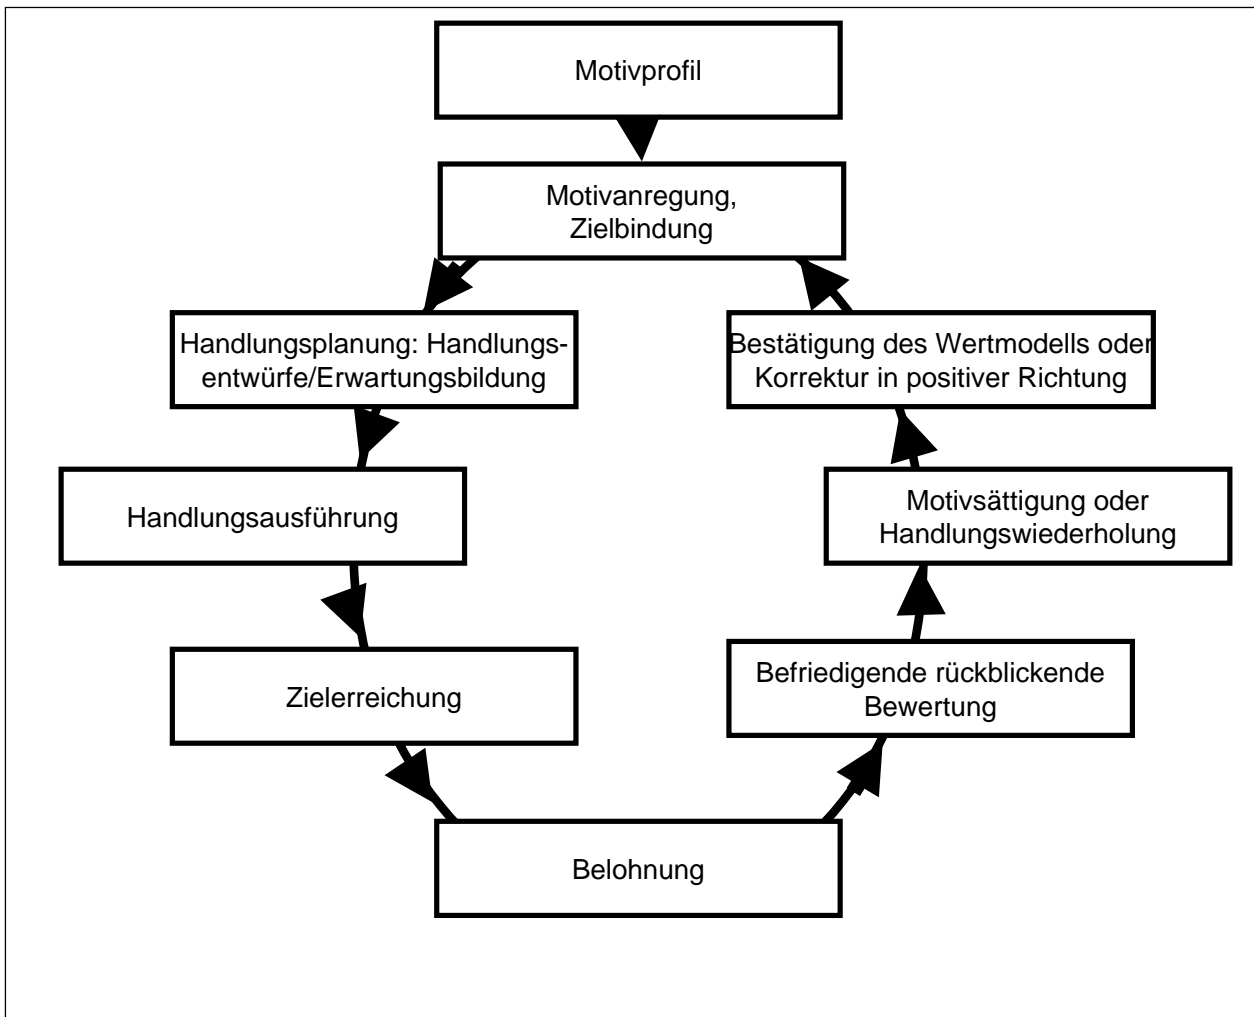 Motivprofil
Motivanregung,
Zielbindung
Handlungsplanung: Handlungs-
entwürfe/Erwartungsbildung
Bestätigung des Wertmodells oder
Korrektur in positiver Richtung
Handlungsausführung
Motivsättigung oder
Handlungswiederholung
Zielerreichung
Befriedigende rückblickende
Bewertung
Belohnung